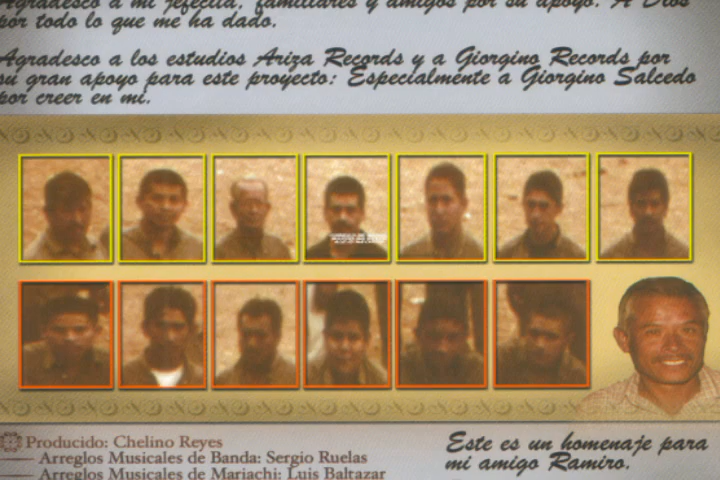 Agradesco a mi jefecita, familiares y amigos por su apoyo. A Dios
por todo lo que me ha dado.
Agradesco a los estudios Ariza Records y a Giorgino Records por
su gran apoyo para este proyecto: Especialmente a Giorgino Salcedo
por creer en mi.
Producido: Chelino Reyes
Arreglos Musicales de Banda: Sergio Ruelas
Arreglos Musicales de Mariachi: Luis Baltazar
Este es un homenaje para
mi amigo Ramiro.